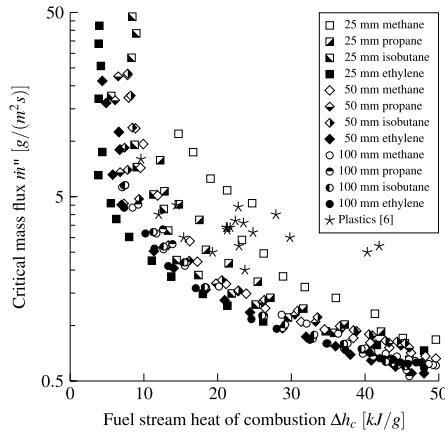 50
5
0.5
0
10
20
30
40
50
Critical mass flux ṁ" [g/(m²s)]
Fuel stream heat of combustion Δh_c [kJ/g]
25 mm methane
25 mm propane
25 mm isobutane
25 mm ethylene
50 mm methane
50 mm propane
50 mm isobutane
50 mm ethylene
100 mm methane
100 mm propane
100 mm isobutane
100 mm ethylene
Plastics [6]